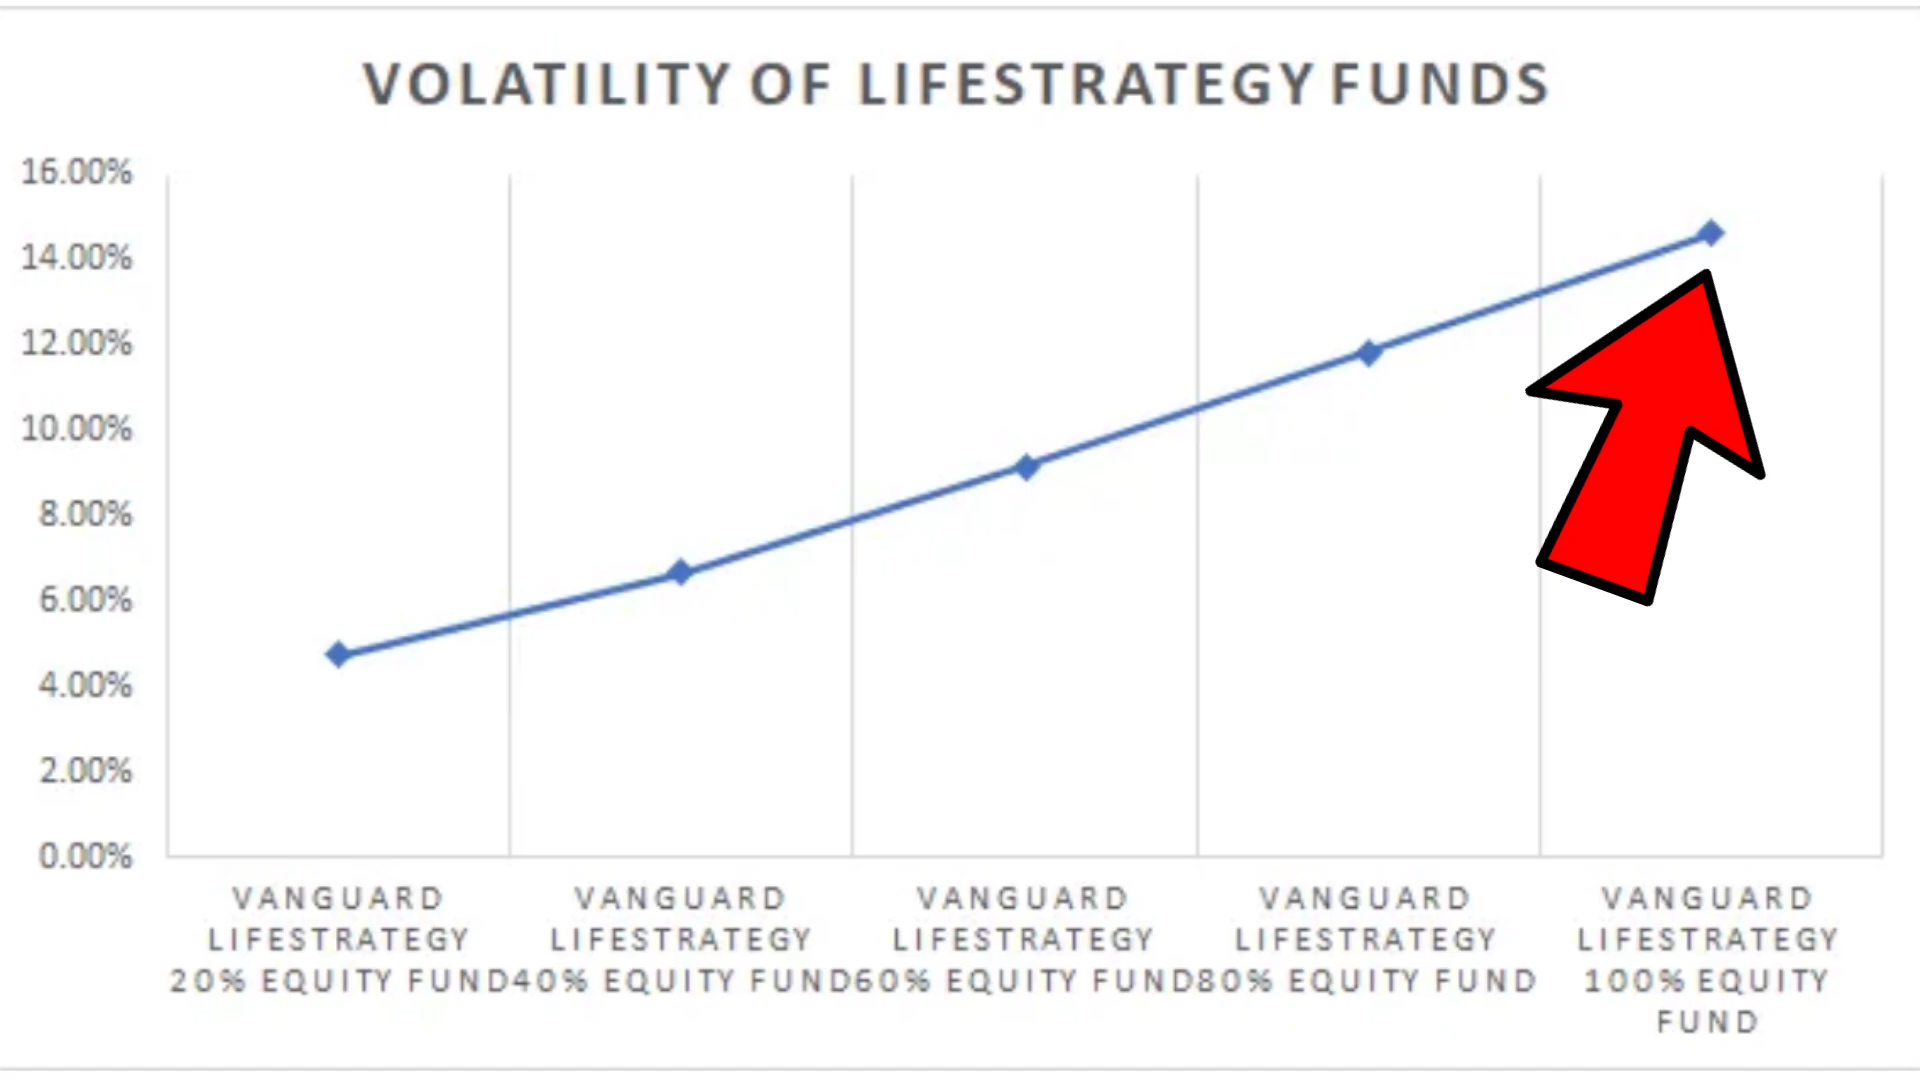 VOLATILITY OF LIFESTRATEGY FUNDS
16.00%
14.00%
12.00%
10.00%
8.00%
6.00%
4.00%
2.00%
0.00%
VANGUARD
LIFESTRATEGY
20% EQUITY FUND
VANGUARD
LIFESTRATEGY
40% EQUITY FUND
VANGUARD
LIFESTRATEGY
60% EQUITY FUND
VANGUARD
LIFESTRATEGY
80% EQUITY FUND
VANGUARD
LIFESTRATEGY
100% EQUITY
FUND